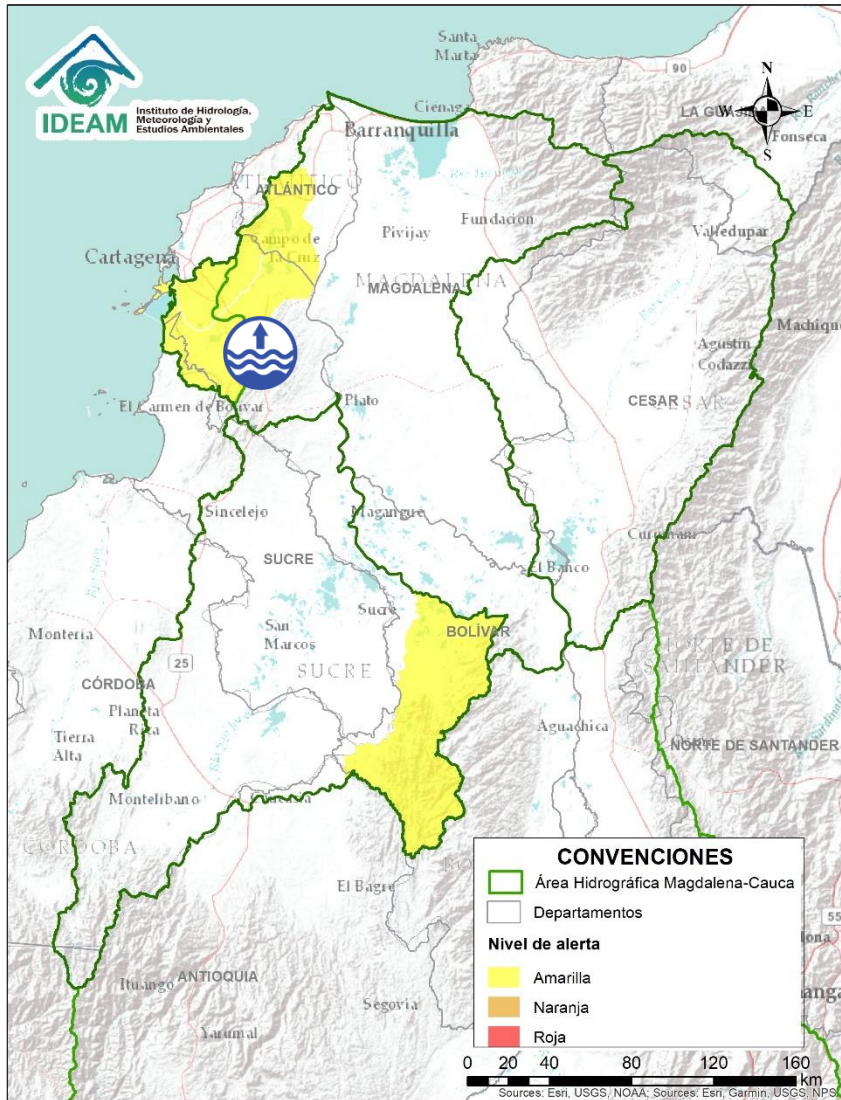 IDEAM
Instituto de Hidrología,
Meteorología y
Estudios Ambientales
Santa
Marta
90
N
W
E
S
LA GUAJIRA
Fonseca
Ciénaga
Barranquilla
ATLÁNTICO
Fundación
Valledupar
Pivijay
Campo de
la Cruz
Cartagena
MAGDALENA
MAGDALENA
Agustín
Codazzi
El Carmen de Bolívar
Plato
CESAR
CESAR
Sincelejo
Magangué
Curumaní
SUCRE
El Banco
Sucre
San
Marcos
BOLÍVAR
Montería
NORTE DE
SANTANDER
SUCRE
25
CÓRDOBA
Planeta
Rica
Aguachica
Tierra
Alta
NORTE DE SANTANDER
Montelíbano
CÓRDOBA
El Bagre
Ituango
ANTIOQUIA
Segovia
Yarumal
55
CONVENCIONES
Área Hidrográfica Magdalena-Cauca
Departamentos
Nivel de alerta
Amarilla
Naranja
Roja
0 20 40 80 120 160
km
Sources: Esri, USGS, NOAA; Sources: Esri, Garmin, USGS, NPS